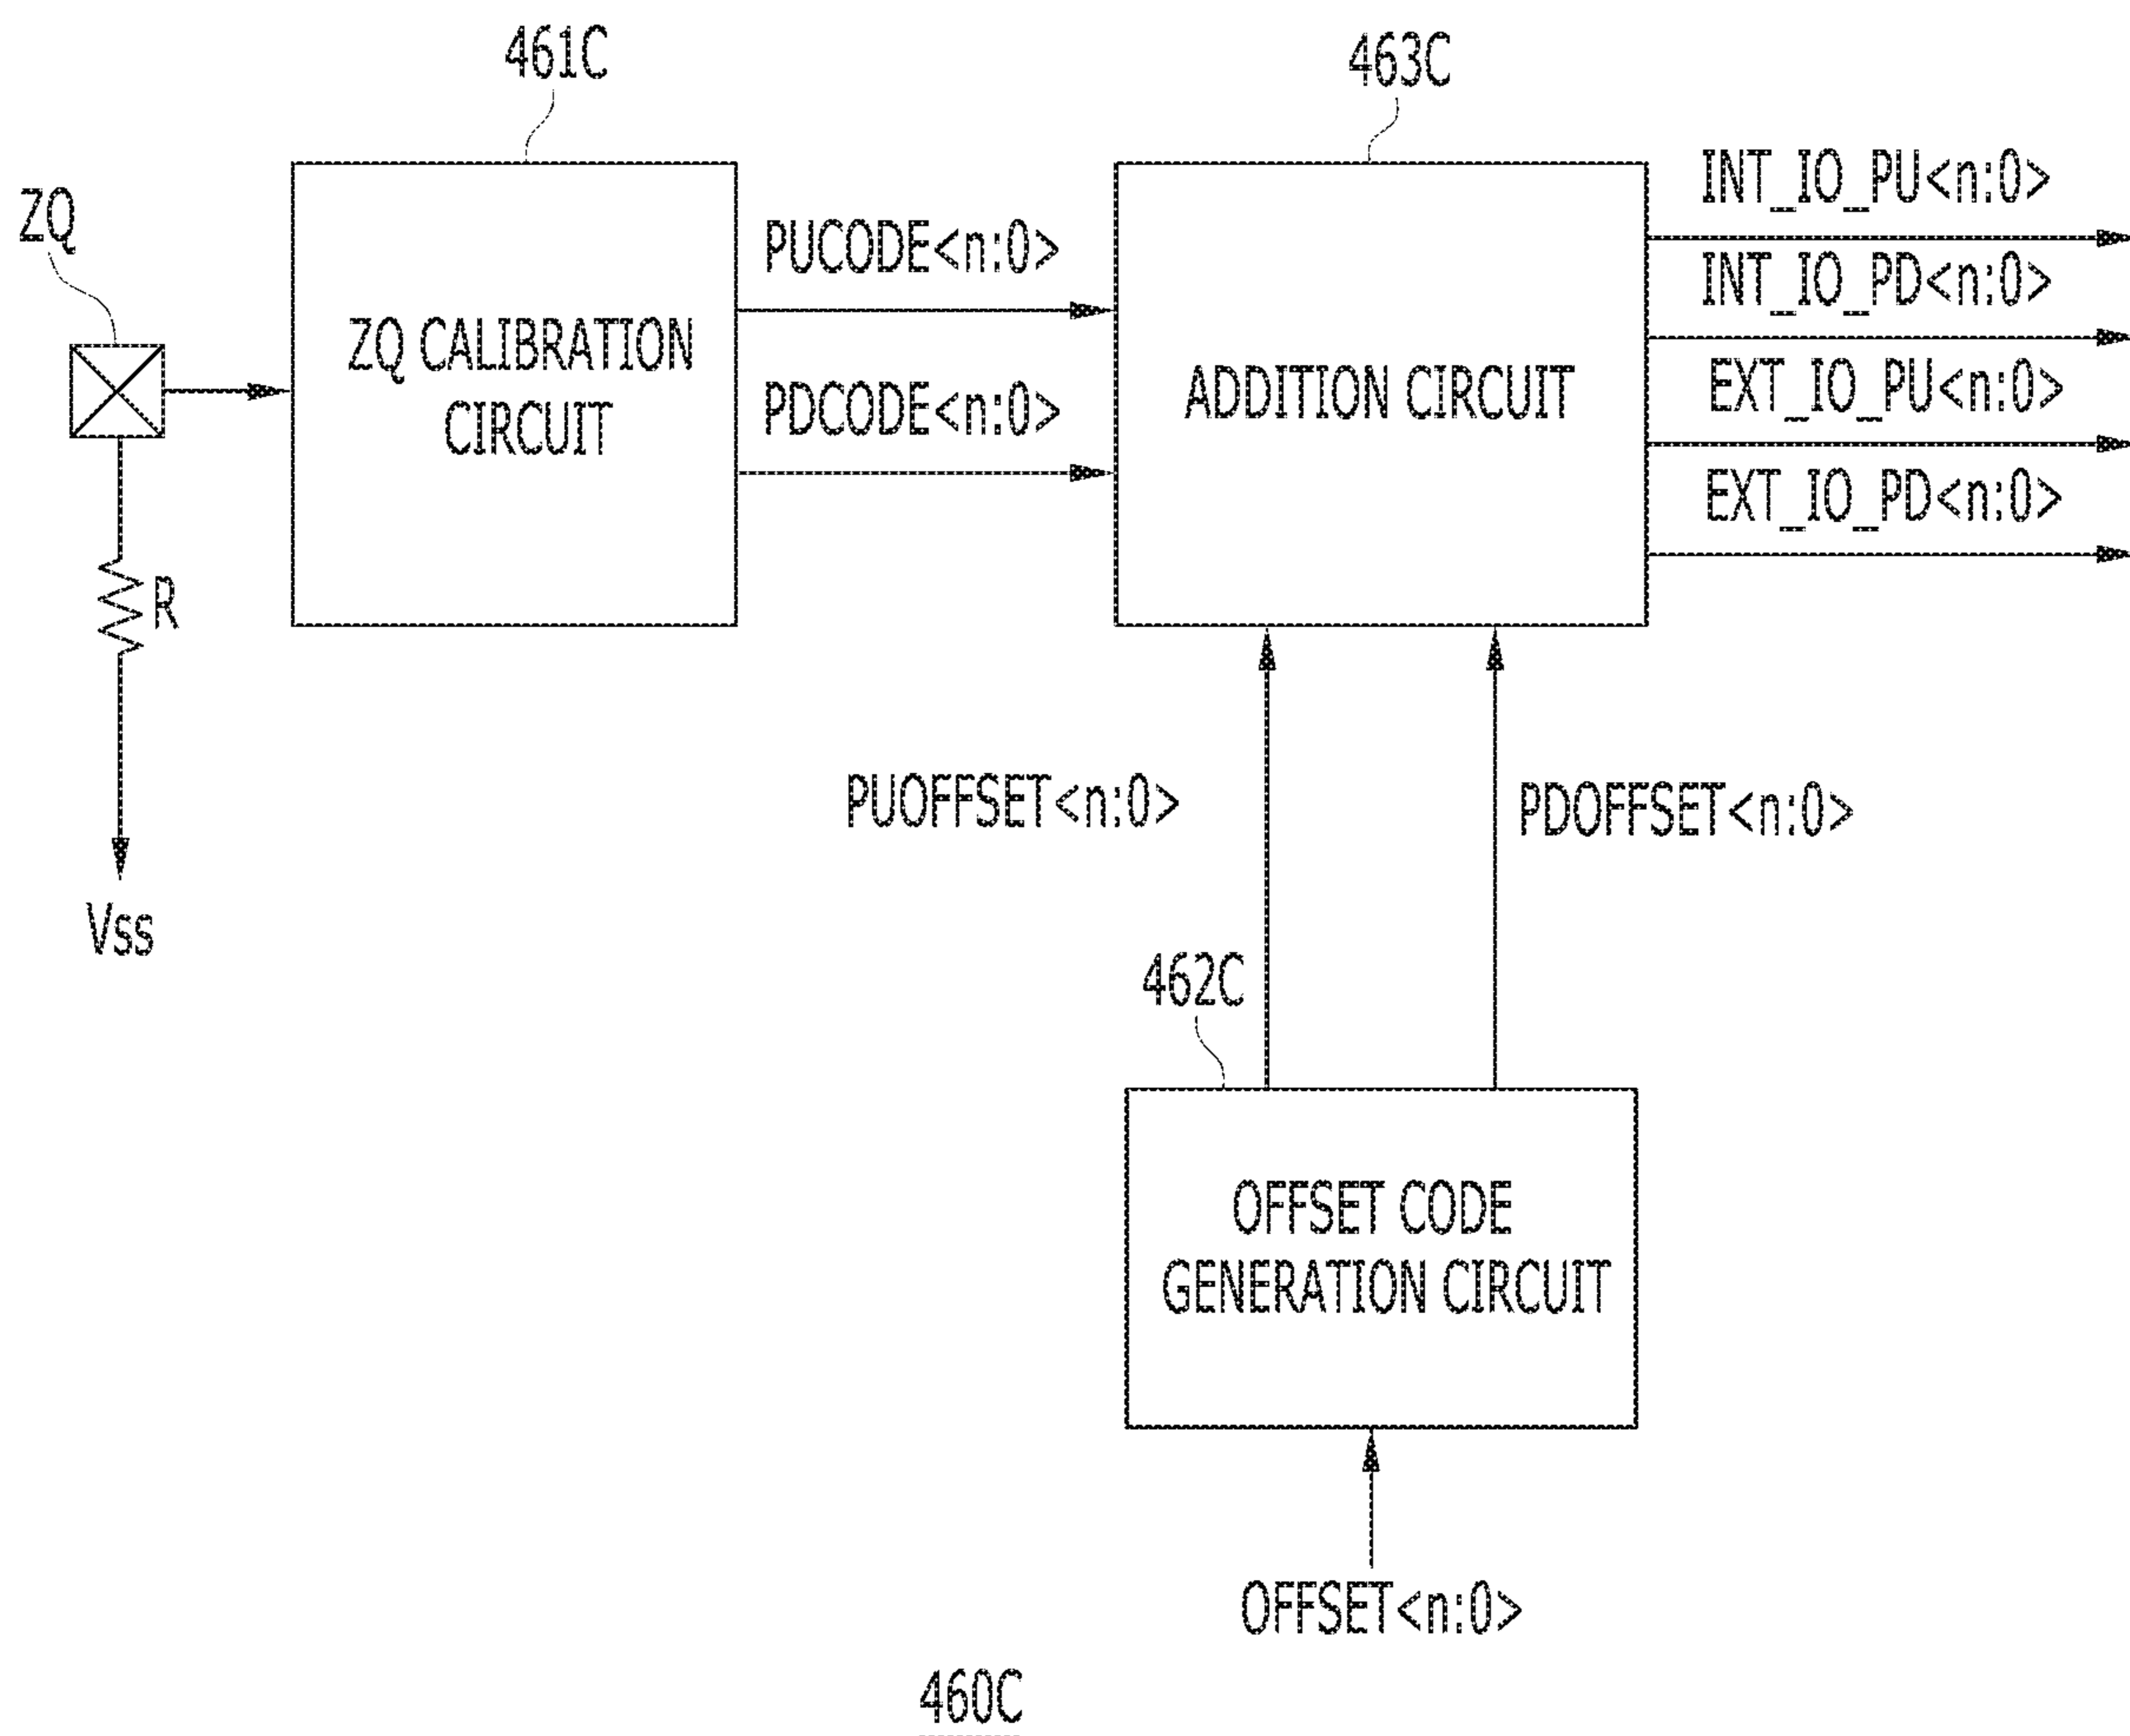 461C
463C
ZQ
INT_IO_PU<n:0>
PUCODE<n:0>
INT_IO_PD<n:0>
ZQ CALIBRATION
CIRCUIT
ADDITION CIRCUIT
PDCODE<n:0>
EXT_IO_PU<n:0>
EXT_IO_PD<n:0>
R
Vss
PUOFFSET<n:0>
PDOFFSET<n:0>
462C
OFFSET CODE
GENERATION CIRCUIT
OFFSET<n:0>
460C